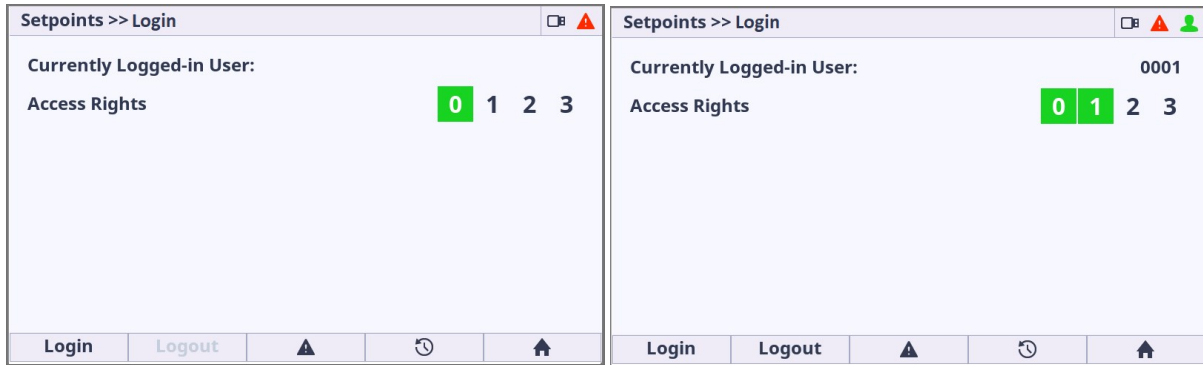 Setpoints >> Login
Currently Logged-in User:
Access Rights 0 1 2 3
Login Logout
Setpoints >> Login
Currently Logged-in User: 0001
Access Rights 0 1 2 3
Login Logout